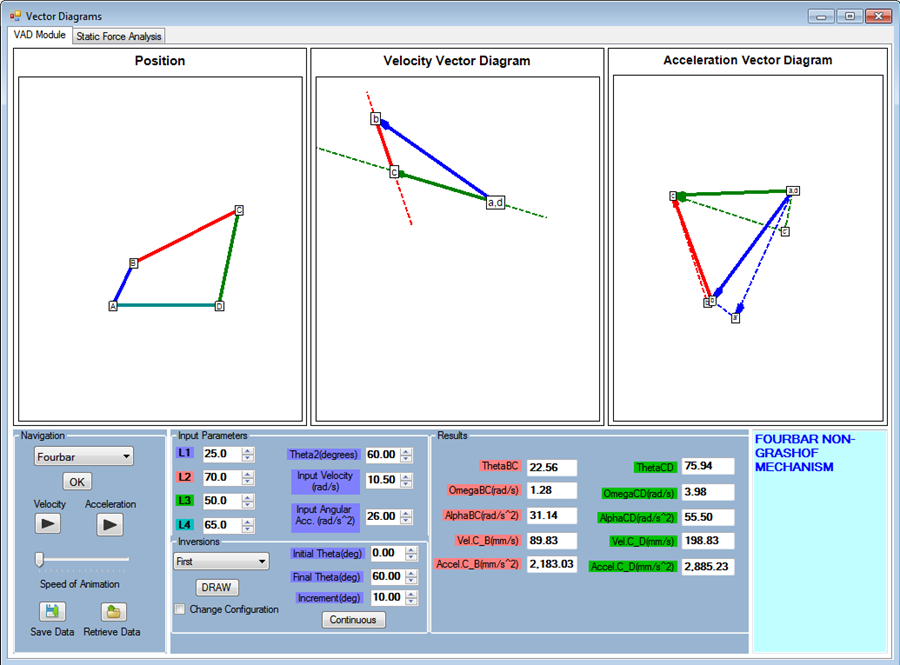 Vector Diagrams
VAD Module
Static Force Analysis
Position
Velocity Vector Diagram
Acceleration Vector Diagram
A
B
C
D
b
c
a,d
a,d
Navigation
Fourbar
OK
Velocity
Acceleration
Speed of Animation
Save Data
Retrieve Data
Input Parameters
L1 25.0
L2 70.0
L3 50.0
L4 65.0
Theta2(degrees) 60.00
Input Velocity
(rad/s)
10.50
Input Angular
Acc. (rad/s^2)
26.00
Inversions
First
DRAW
Change Configuration
Initial Theta(deg) 0.00
Final Theta(deg) 60.00
Increment(deg) 10.00
Continuous
Results
ThetaBC 22.56
OmegaBC(rad/s) 1.28
AlphaBC(rad/s^2) 31.14
Vel.C_B(mm/s) 89.83
Accel.C_B(mm/s^2) 2,183.03
ThetaCD 75.94
OmegaCD(rad/s) 3.98
AlphaCD(rad/s^2) 55.50
Vel.C_D(mm/s) 198.83
Accel.C_D(mm/s^2) 2,885.23
FOURBAR NON-
GRASHOF
MECHANISM